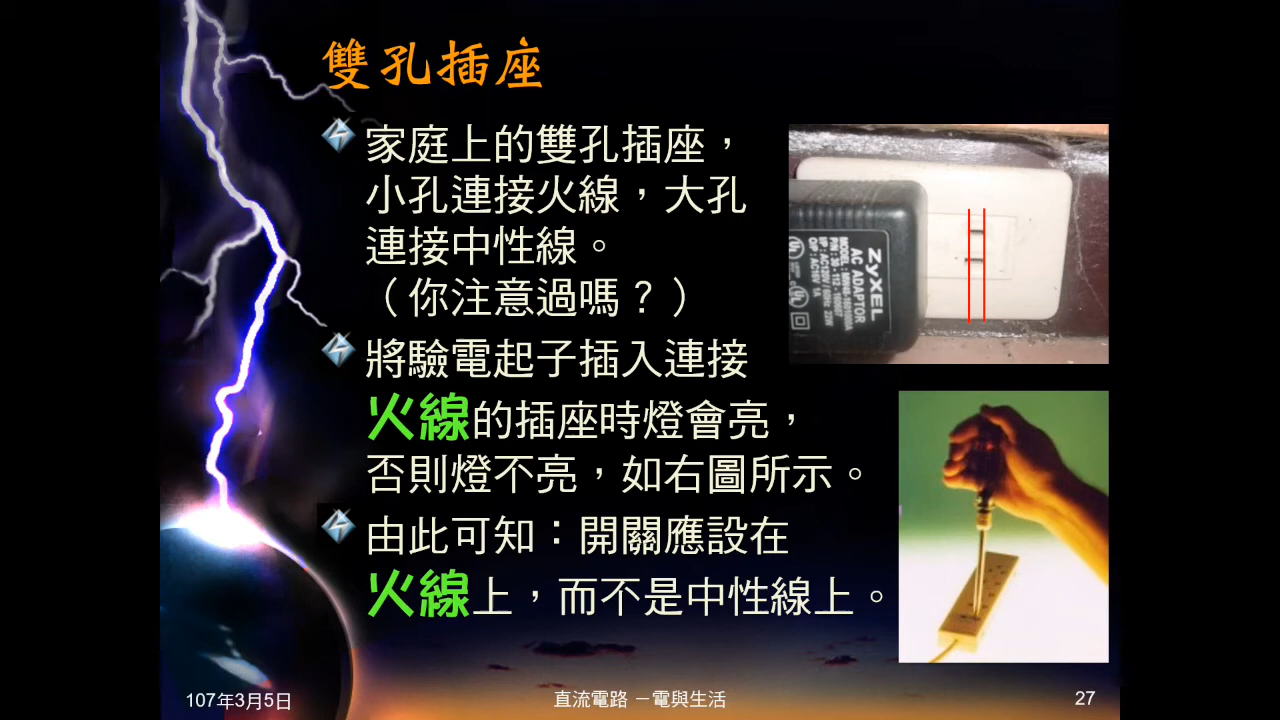 雙孔插座
家庭上的雙孔插座，
小孔連接火線，大孔
連接中性線。
（你注意過嗎？）
將驗電起子插入連接
火線的插座時燈會亮，
否則燈不亮，如右圖所示。
由此可知：開關應設在
火線上，而不是中性線上。
ZyXEL
AC ADAPTOR
107年3月5日
直流電路 －電與生活
27